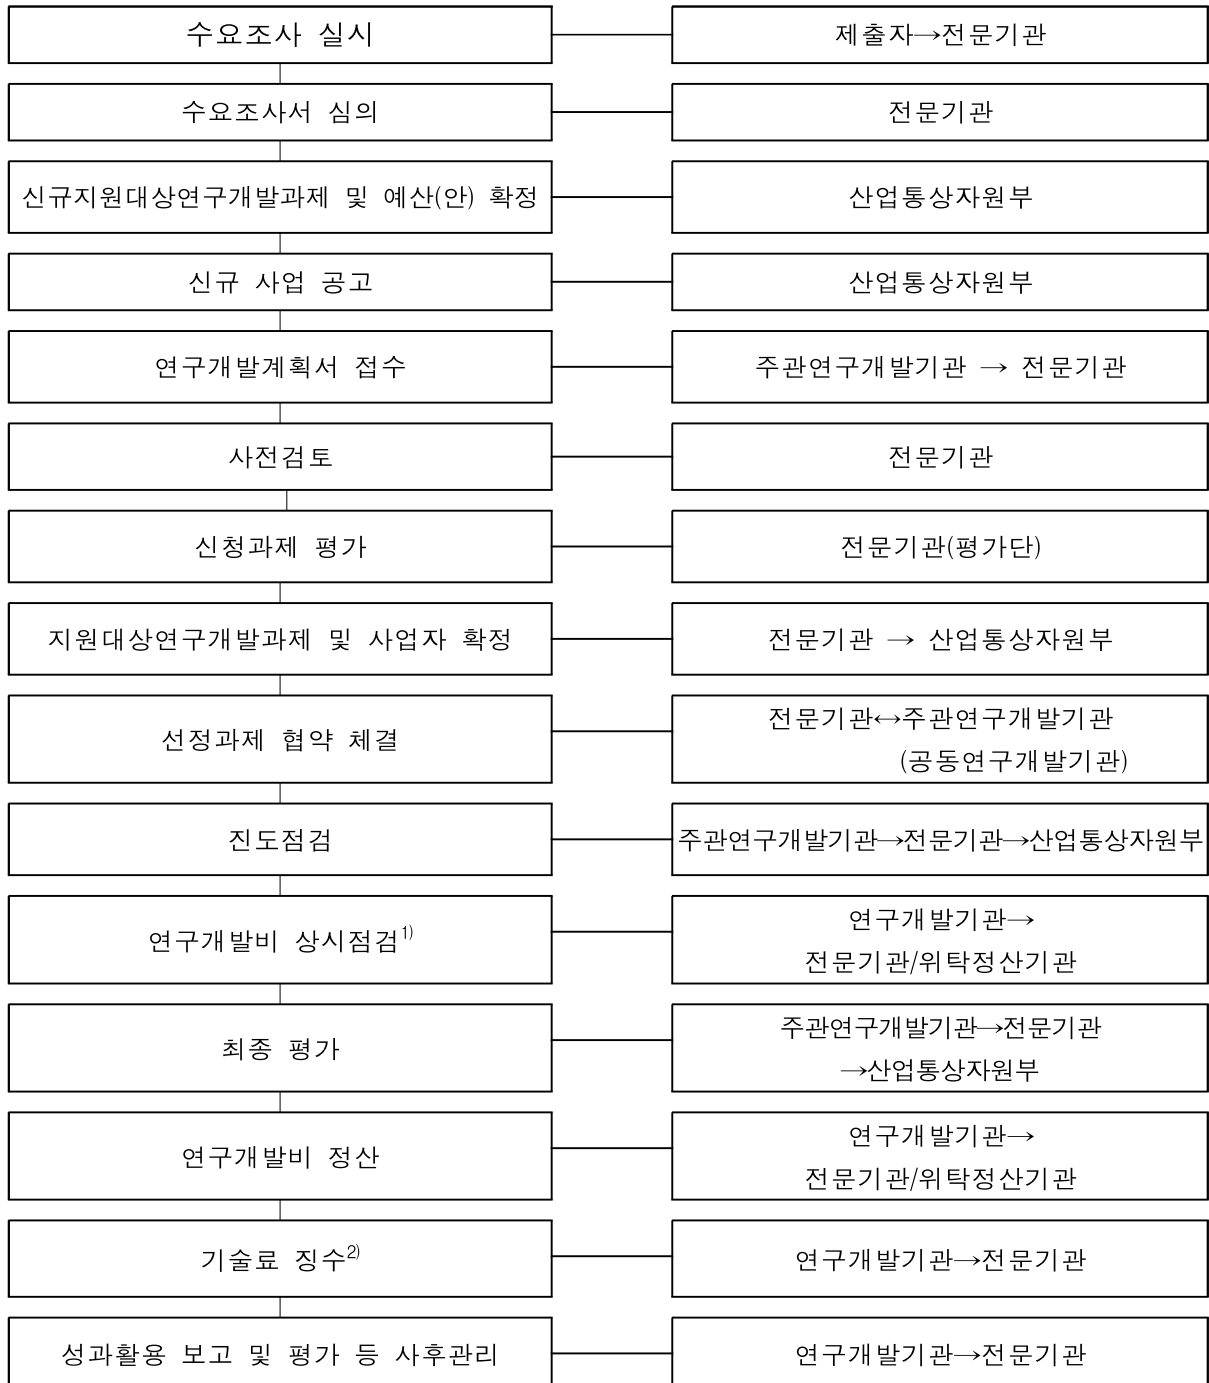 수요조사 실시
제출자→전문기관
수요조사서 심의
전문기관
신규지원대상연구개발과제 및 예산(안) 확정
산업통상자원부
신규 사업 공고
산업통상자원부
연구개발계획서 접수
주관연구개발기관 → 전문기관
사전검토
전문기관
신청과제 평가
전문기관(평가단)
지원대상연구개발과제 및 사업자 확정
전문기관 → 산업통상자원부
선정과제 협약 체결
전문기관↔주관연구개발기관
(공동연구개발기관)
진도점검
주관연구개발기관→전문기관→산업통상자원부
연구개발비 상시점검1)
연구개발기관→
전문기관/위탁정산기관
최종 평가
주관연구개발기관→전문기관
→산업통상자원부
연구개발비 정산
연구개발기관→
전문기관/위탁정산기관
기술료 징수2)
연구개발기관→전문기관
성과활용 보고 및 평가 등 사후관리
연구개발기관→전문기관